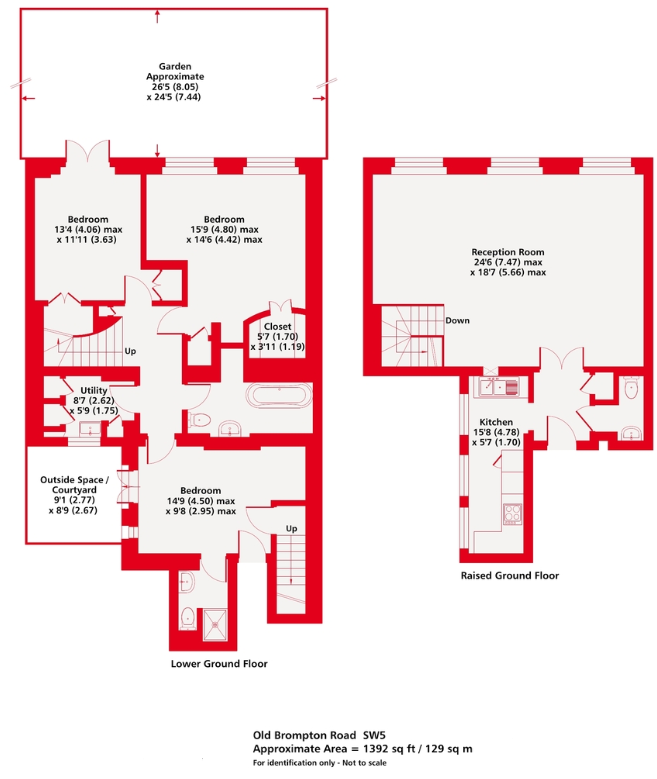 Garden
Approximate
26'5 (8.05)
x 24'5 (7.44)
Bedroom
13'4 (4.06) max
x 11'11 (3.63)
Bedroom
15'9 (4.80) max
x 14'6 (4.42) max
Closet
5'7 (1.70)
x 3'11 (1.19)
Up
Utility
8'7 (2.62)
x 5'9 (1.75)
Outside Space /
Courtyard
9'1 (2.77)
x 8'9 (2.67)
Bedroom
14'9 (4.50) max
x 9'8 (2.95) max
Up
Lower Ground Floor
Reception Room
24'6 (7.47) max
x 18'7 (5.66) max
Down
Kitchen
15'8 (4.78)
x 5'7 (1.70)
Raised Ground Floor
Old Brompton Road SW5
Approximate Area = 1392 sq ft / 129 sq m
For identification only - Not to scale